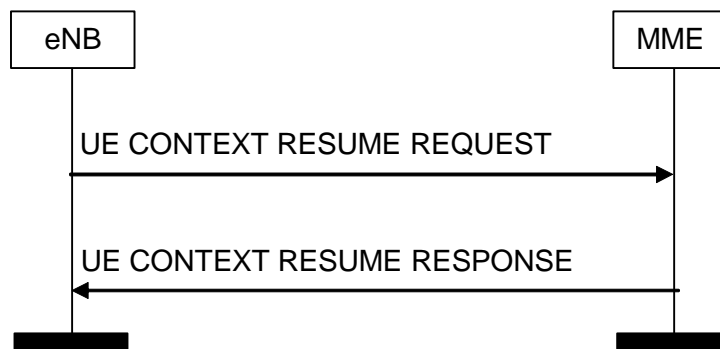 eNB
MME
UE CONTEXT RESUME REQUEST
UE CONTEXT RESUME RESPONSE